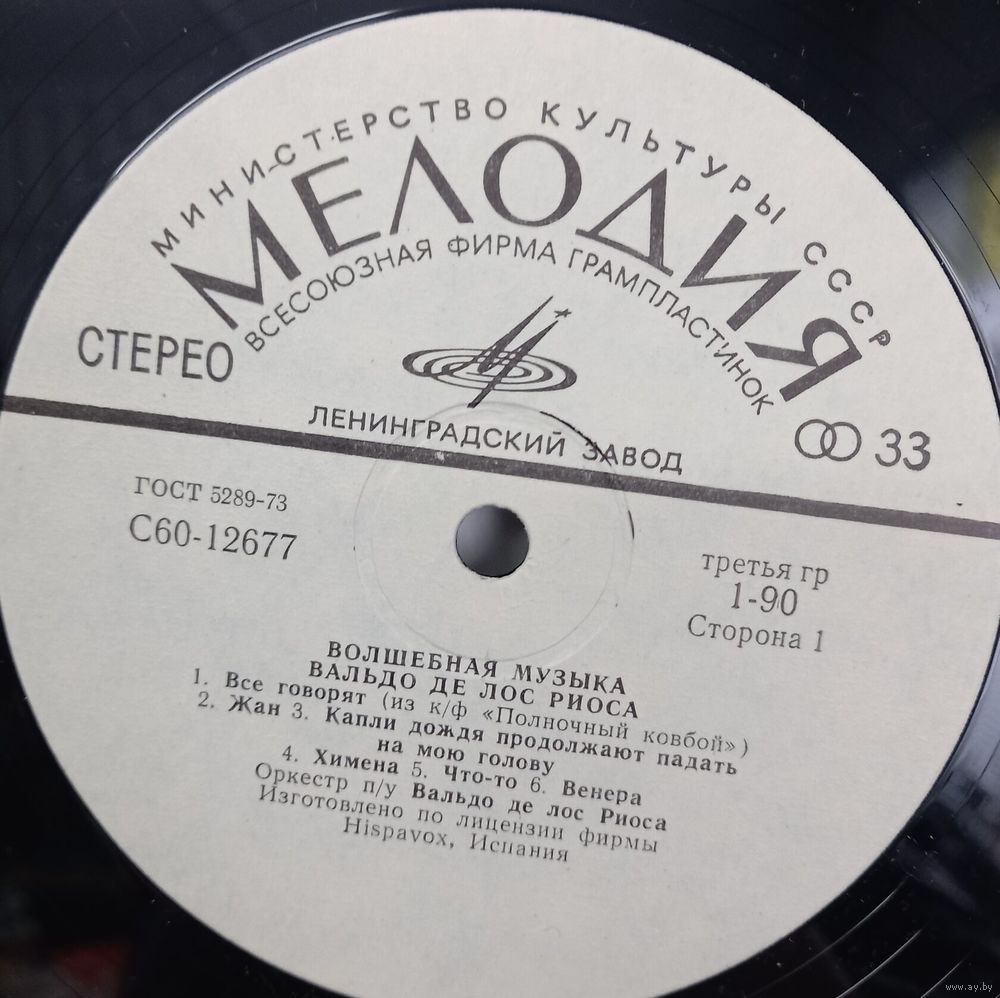 МИНИСТЕРСТВО КУЛЬТУРЫ СССР
МЕЛОДИЯ
ВСЕСОЮЗНАЯ ФИРМА ГРАМПЛАСТИНОК
СТЕРЕО
ЛЕНИНГРАДСКИЙ ЗАВОД
33
ГОСТ 5289-73
С60-12677
третья гр
1-90
Сторона 1
ВОЛШЕБНАЯ МУЗЫКА
ВАЛЬДО ДЕ ЛОС РИОСА
1. Все говорят (из к/ф «Полночный ковбой»)
2. Жан 3. Капли дождя продолжают падать
на мою голову
4. Химена 5. Что-то 6. Венера
Оркестр п/у Вальдо де лос Риоса
Изготовлено по лицензии фирмы
Hispavox, Испания
www.ay.by